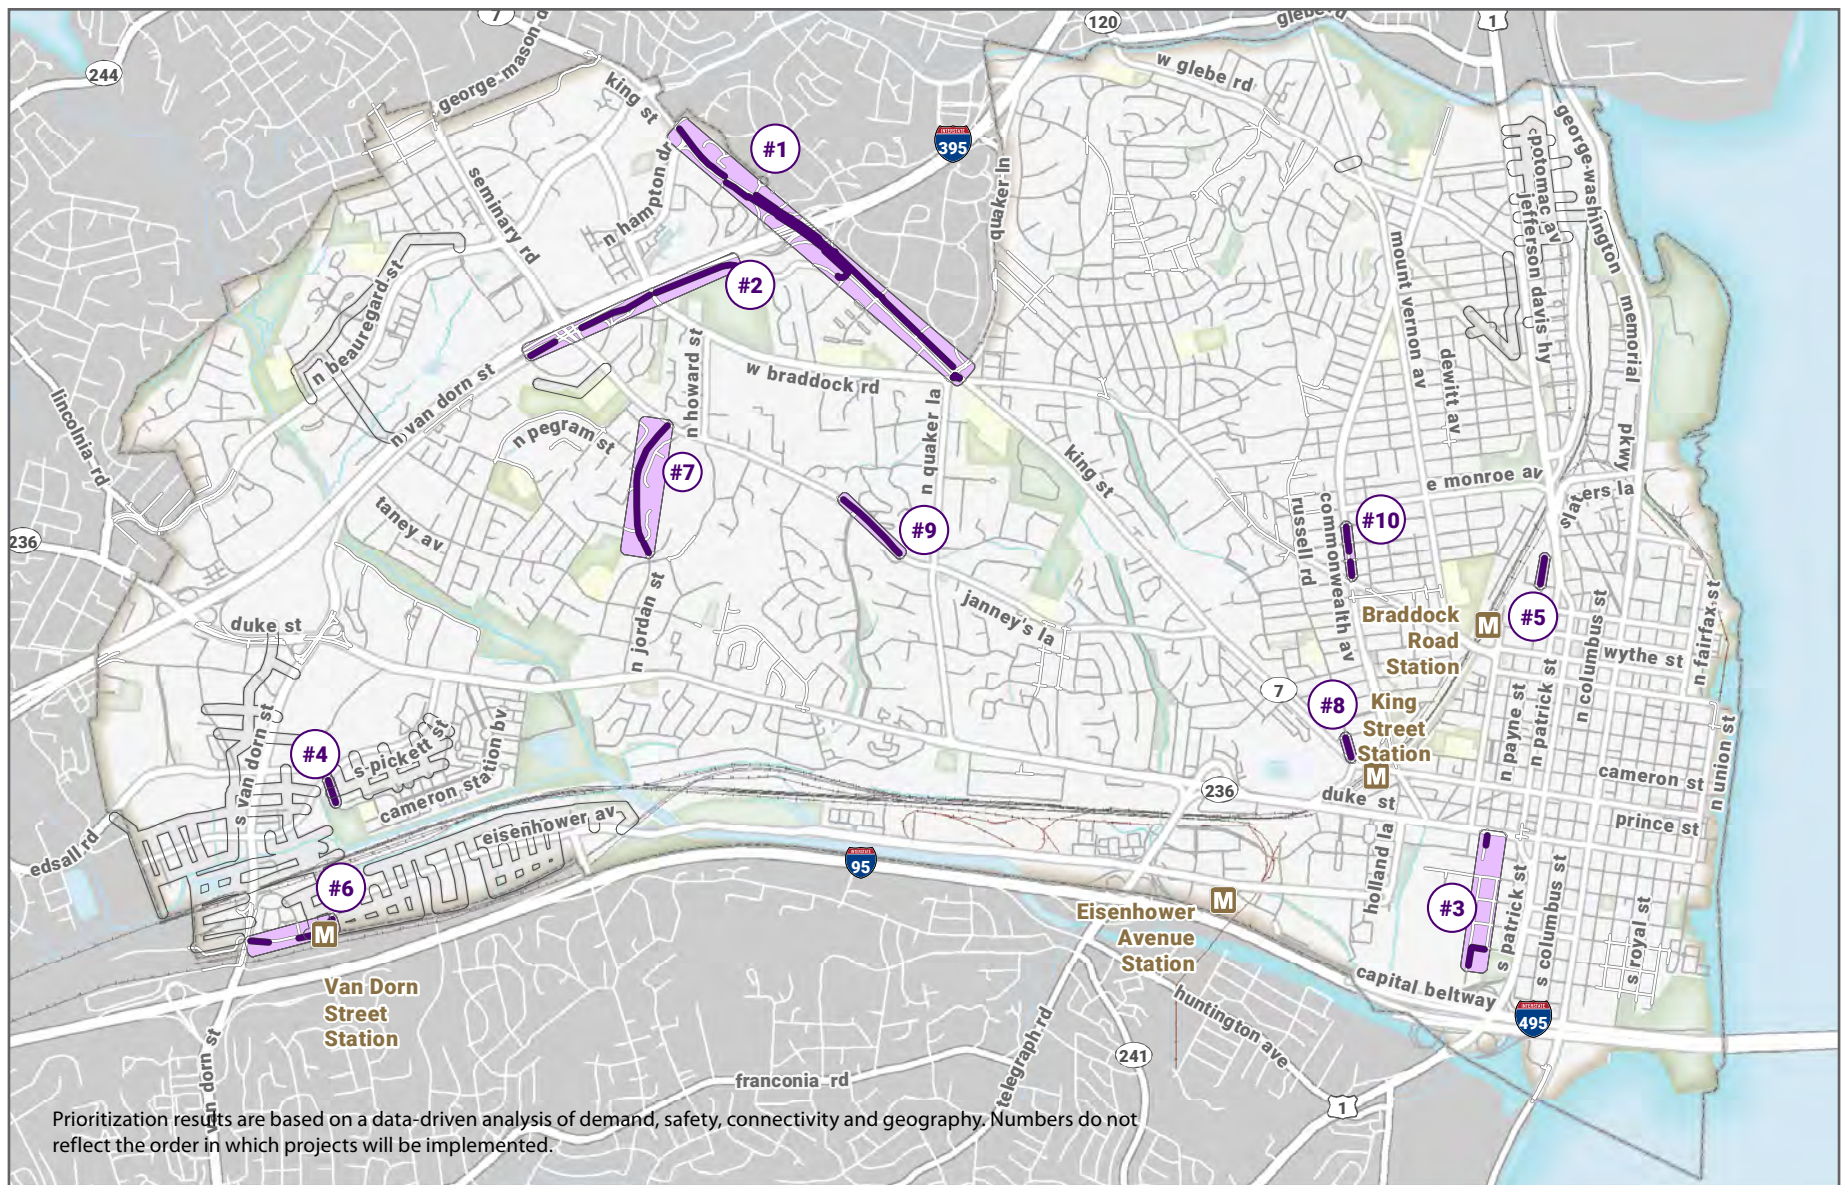 7
120
glebe rd
1
244
george mason d
king st
w glebe rd
george washington
#1
INTERSTATE
395
potomac av
jefferson davis hy
quaker ln
seminary rd
n hampton dr
mount vernon av
#2
n beauregard st
memorial
n howard st
dewitt av
w braddock rd
lincolnia rd
n van dorn st
n quaker la
pkwy
n pegram st
king st
#7
e monroe av
slaters la
taney av
#9
russell rd
commonwealth av
#10
236
n jordan st
janney's la
Braddock
Road
Station
M
#5
n columbus st
n fairfax st
duke st
wythe st
7
#8
King
Street
Station
M
n payne st
n patrick st
n union st
s van dorn st
#4
s pickett st
cameron station bv
cameron st
236
duke st
prince st
edsall rd
eisenhower av
95
holland la
#6
M
M
#3
s patrick st
s columbus st
s royal st
Eisenhower
Avenue
Station
capital beltway
Van Dorn
Street
Station
huntington ave
INTERSTATE
495
telegraph rd
241
van dorn st
franconia rd
1
Prioritization results are based on a data-driven analysis of demand, safety, connectivity and geography. Numbers do not
reflect the order in which projects will be implemented.